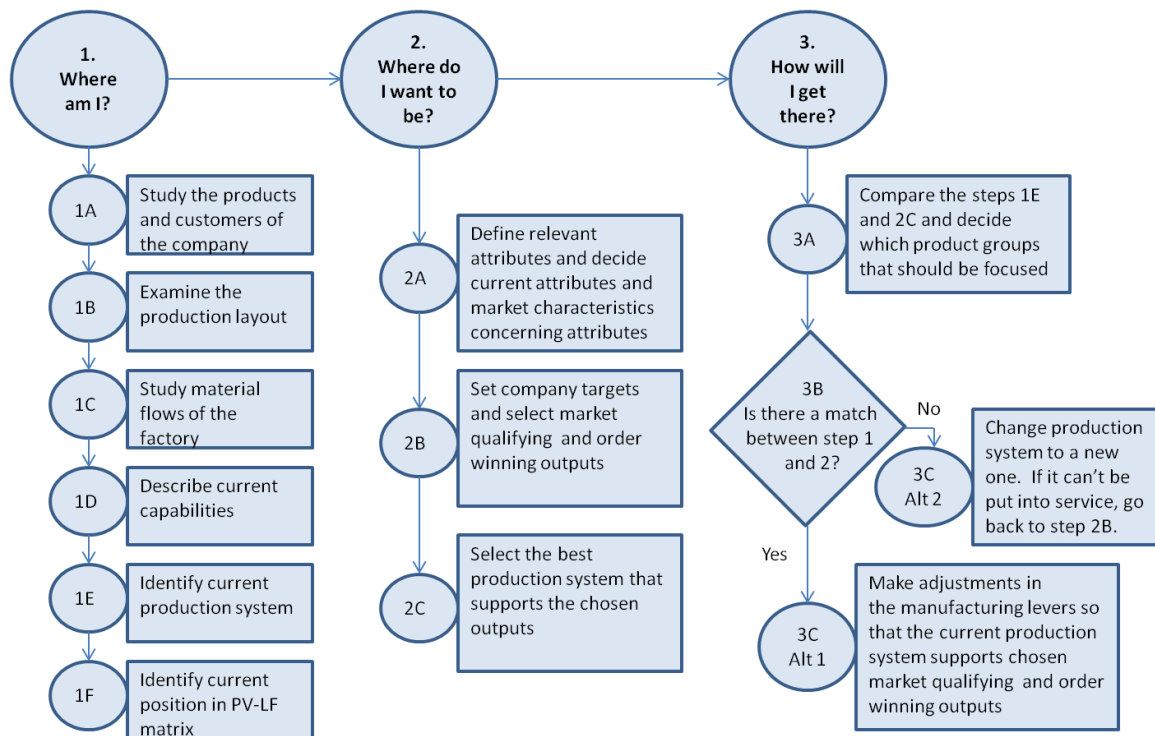 1.
Where
am I?
2.
Where do
I want to
be?
3.
How will
I get
there?
1A
Study the products
and customers of
the company
1B
Examine the
production layout
1C
Study material
flows of the
factory
1D
Describe current
capabilities
1E
Identify current
production system
1F
Identify current
position in PV-LF
matrix
2A
Define relevant
attributes and decide
current attributes and
market characteristics
concerning attributes
2B
Set company targets
and select market
qualifying and order
winning outputs
2C
Select the best
production system that
supports the chosen
outputs
3A
Compare the steps 1E
and 2C and decide
which product groups
that should be focused
3B
Is there a match
between step 1
and 2?
No
3C
Alt 2
Change production
system to a new
one. If it can't be
put into service, go
back to step 2B.
Yes
3C
Alt 1
Make adjustments in
the manufacturing levers so
that the current production
system supports chosen
market qualifying and order
winning outputs